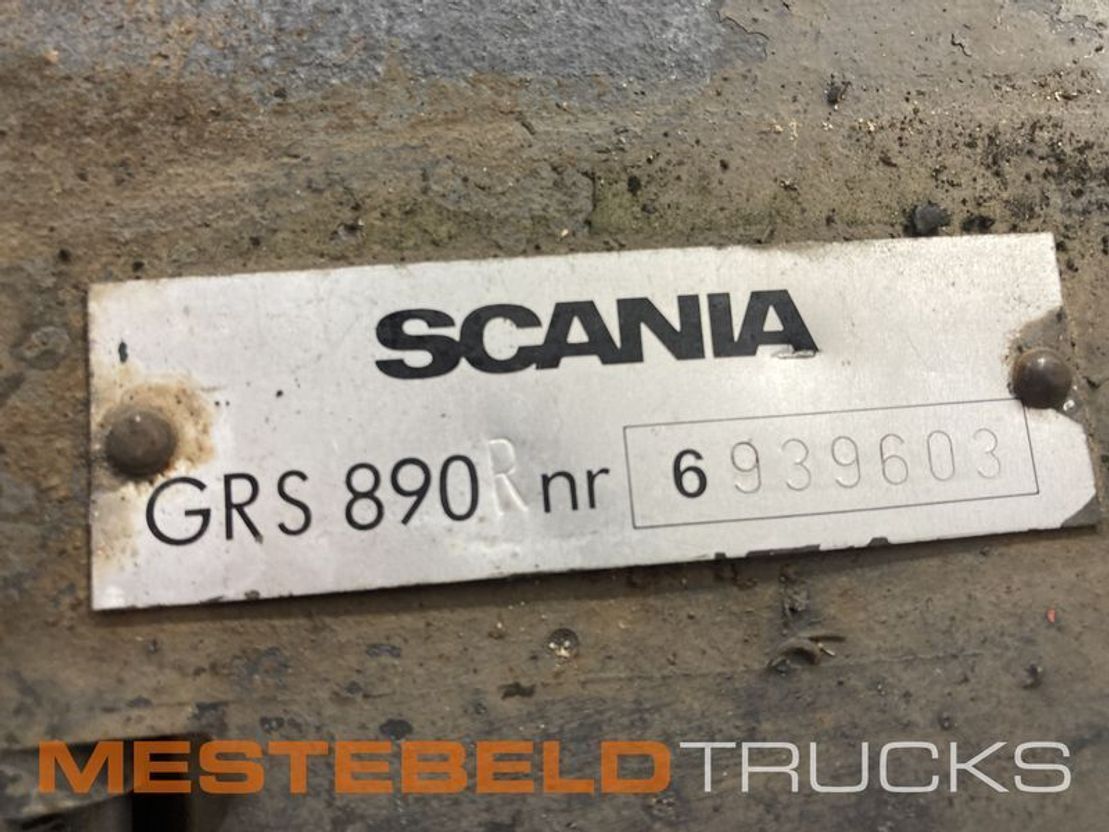 SCANIA
GRS 890R nr 6939603
MESTEBELDTRUCKS